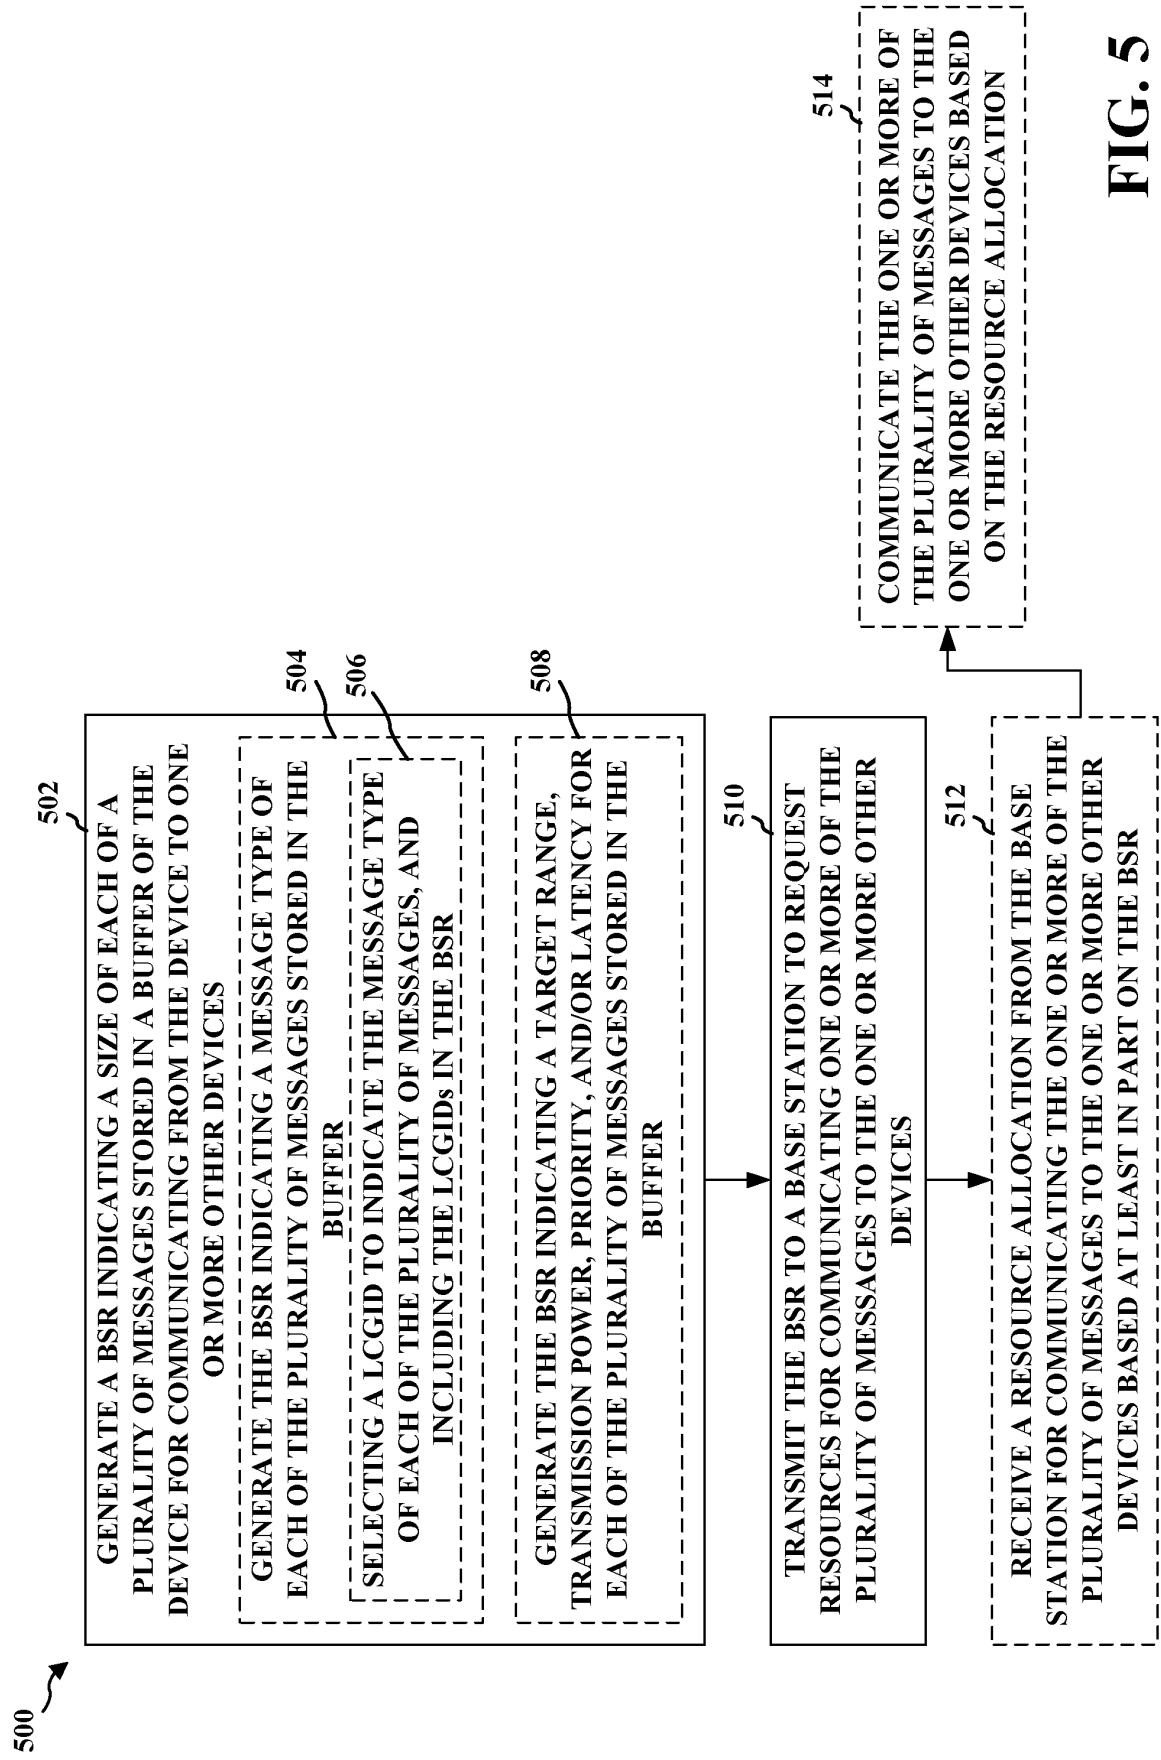 500
502
GENERATE A BSR INDICATING A SIZE OF EACH OF A
PLURALITY OF MESSAGES STORED IN A BUFFER OF THE
DEVICE FOR COMMUNICATING FROM THE DEVICE TO ONE
OR MORE OTHER DEVICES
504
GENERATE THE BSR INDICATING A MESSAGE TYPE OF
EACH OF THE PLURALITY OF MESSAGES STORED IN THE
BUFFER
506
SELECTING A LCGID TO INDICATE THE MESSAGE TYPE
OF EACH OF THE PLURALITY OF MESSAGES, AND
INCLUDING THE LCGIDs IN THE BSR
508
GENERATE THE BSR INDICATING A TARGET RANGE,
TRANSMISSION POWER, PRIORITY, AND/OR LATENCY FOR
EACH OF THE PLURALITY OF MESSAGES STORED IN THE
BUFFER
510
TRANSMIT THE BSR TO A BASE STATION TO REQUEST
RESOURCES FOR COMMUNICATING ONE OR MORE OF THE
PLURALITY OF MESSAGES TO THE ONE OR MORE OTHER
DEVICES
512
RECEIVE A RESOURCE ALLOCATION FROM THE BASE
STATION FOR COMMUNICATING THE ONE OR MORE OF THE
PLURALITY OF MESSAGES TO THE ONE OR MORE OTHER
DEVICES BASED AT LEAST IN PART ON THE BSR
514
COMMUNICATE THE ONE OR MORE OF
THE PLURALITY OF MESSAGES TO THE
ONE OR MORE OTHER DEVICES BASED
ON THE RESOURCE ALLOCATION
FIG. 5